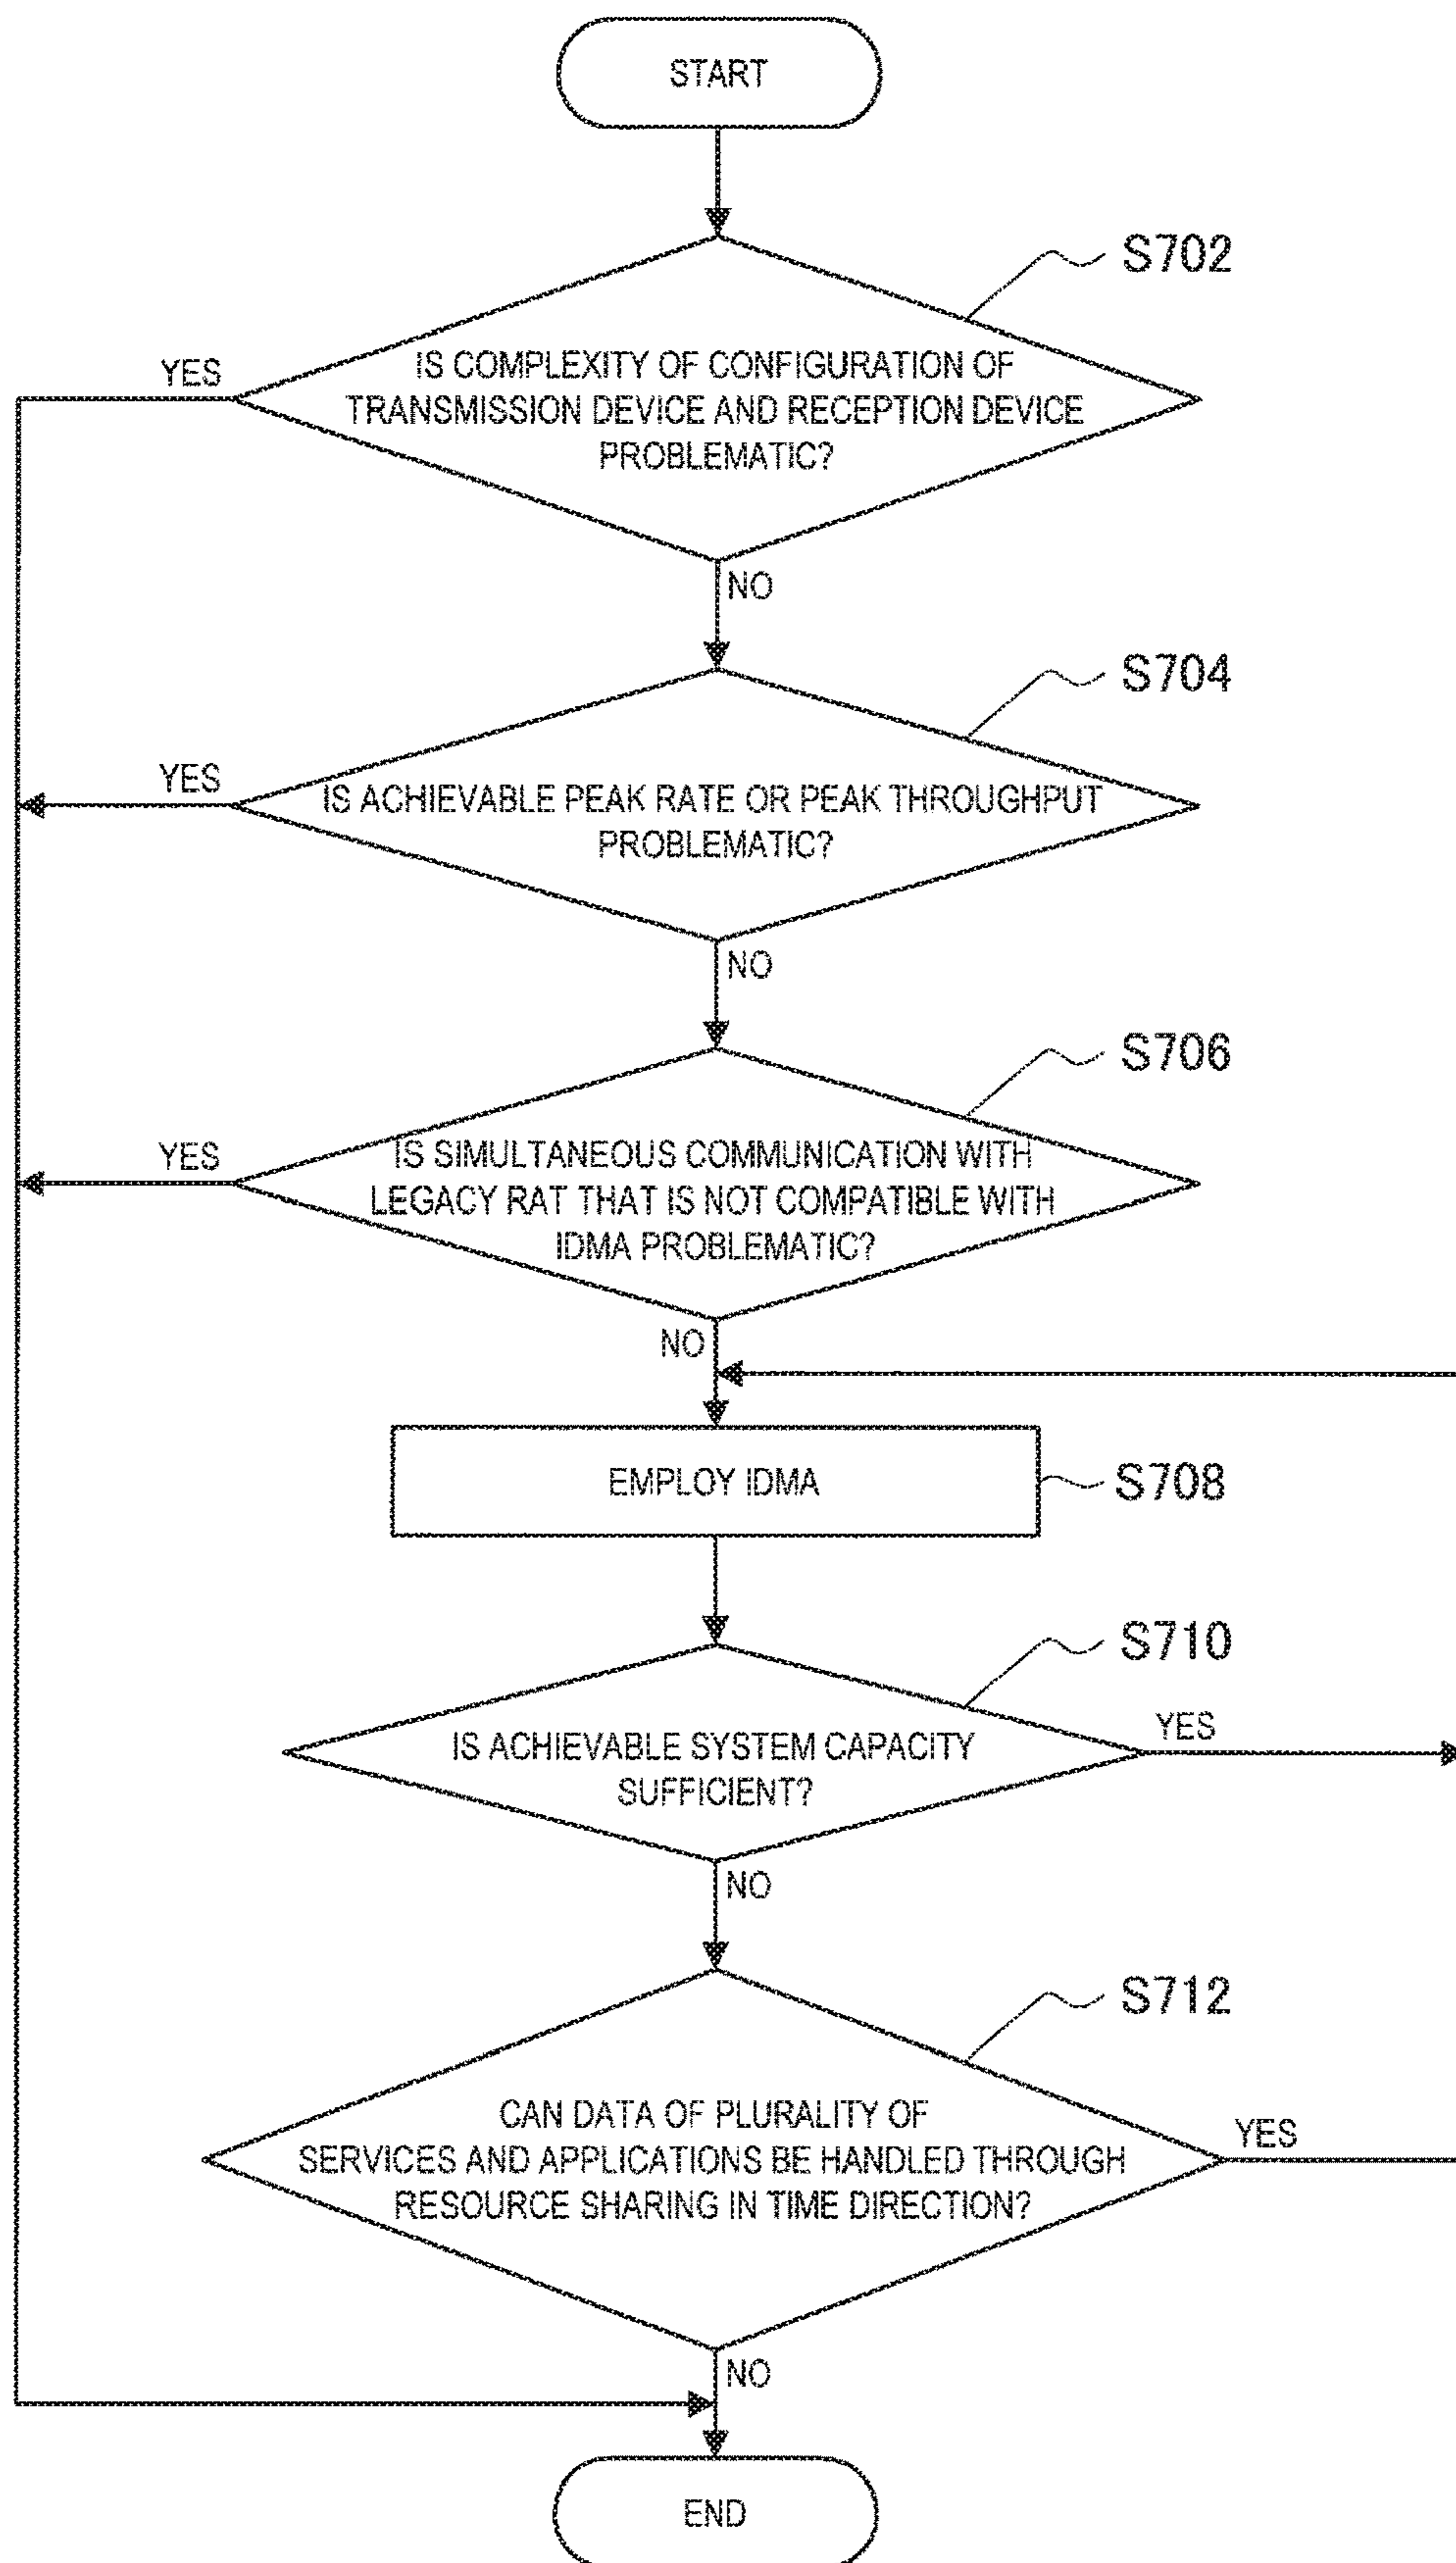 START
S702
IS COMPLEXITY OF CONFIGURATION OF
TRANSMISSION DEVICE AND RECEPTION DEVICE
PROBLEMATIC?
YES
NO
S704
IS ACHIEVABLE PEAK RATE OR PEAK THROUGHPUT
PROBLEMATIC?
YES
NO
S706
IS SIMULTANEOUS COMMUNICATION WITH
LEGACY RAT THAT IS NOT COMPATIBLE WITH
IDMA PROBLEMATIC?
YES
NO
EMPLOY IDMA
S708
S710
IS ACHIEVABLE SYSTEM CAPACITY
SUFFICIENT?
YES
NO
S712
CAN DATA OF PLURALITY OF
SERVICES AND APPLICATIONS BE HANDLED THROUGH
RESOURCE SHARING IN TIME DIRECTION?
YES
NO
END